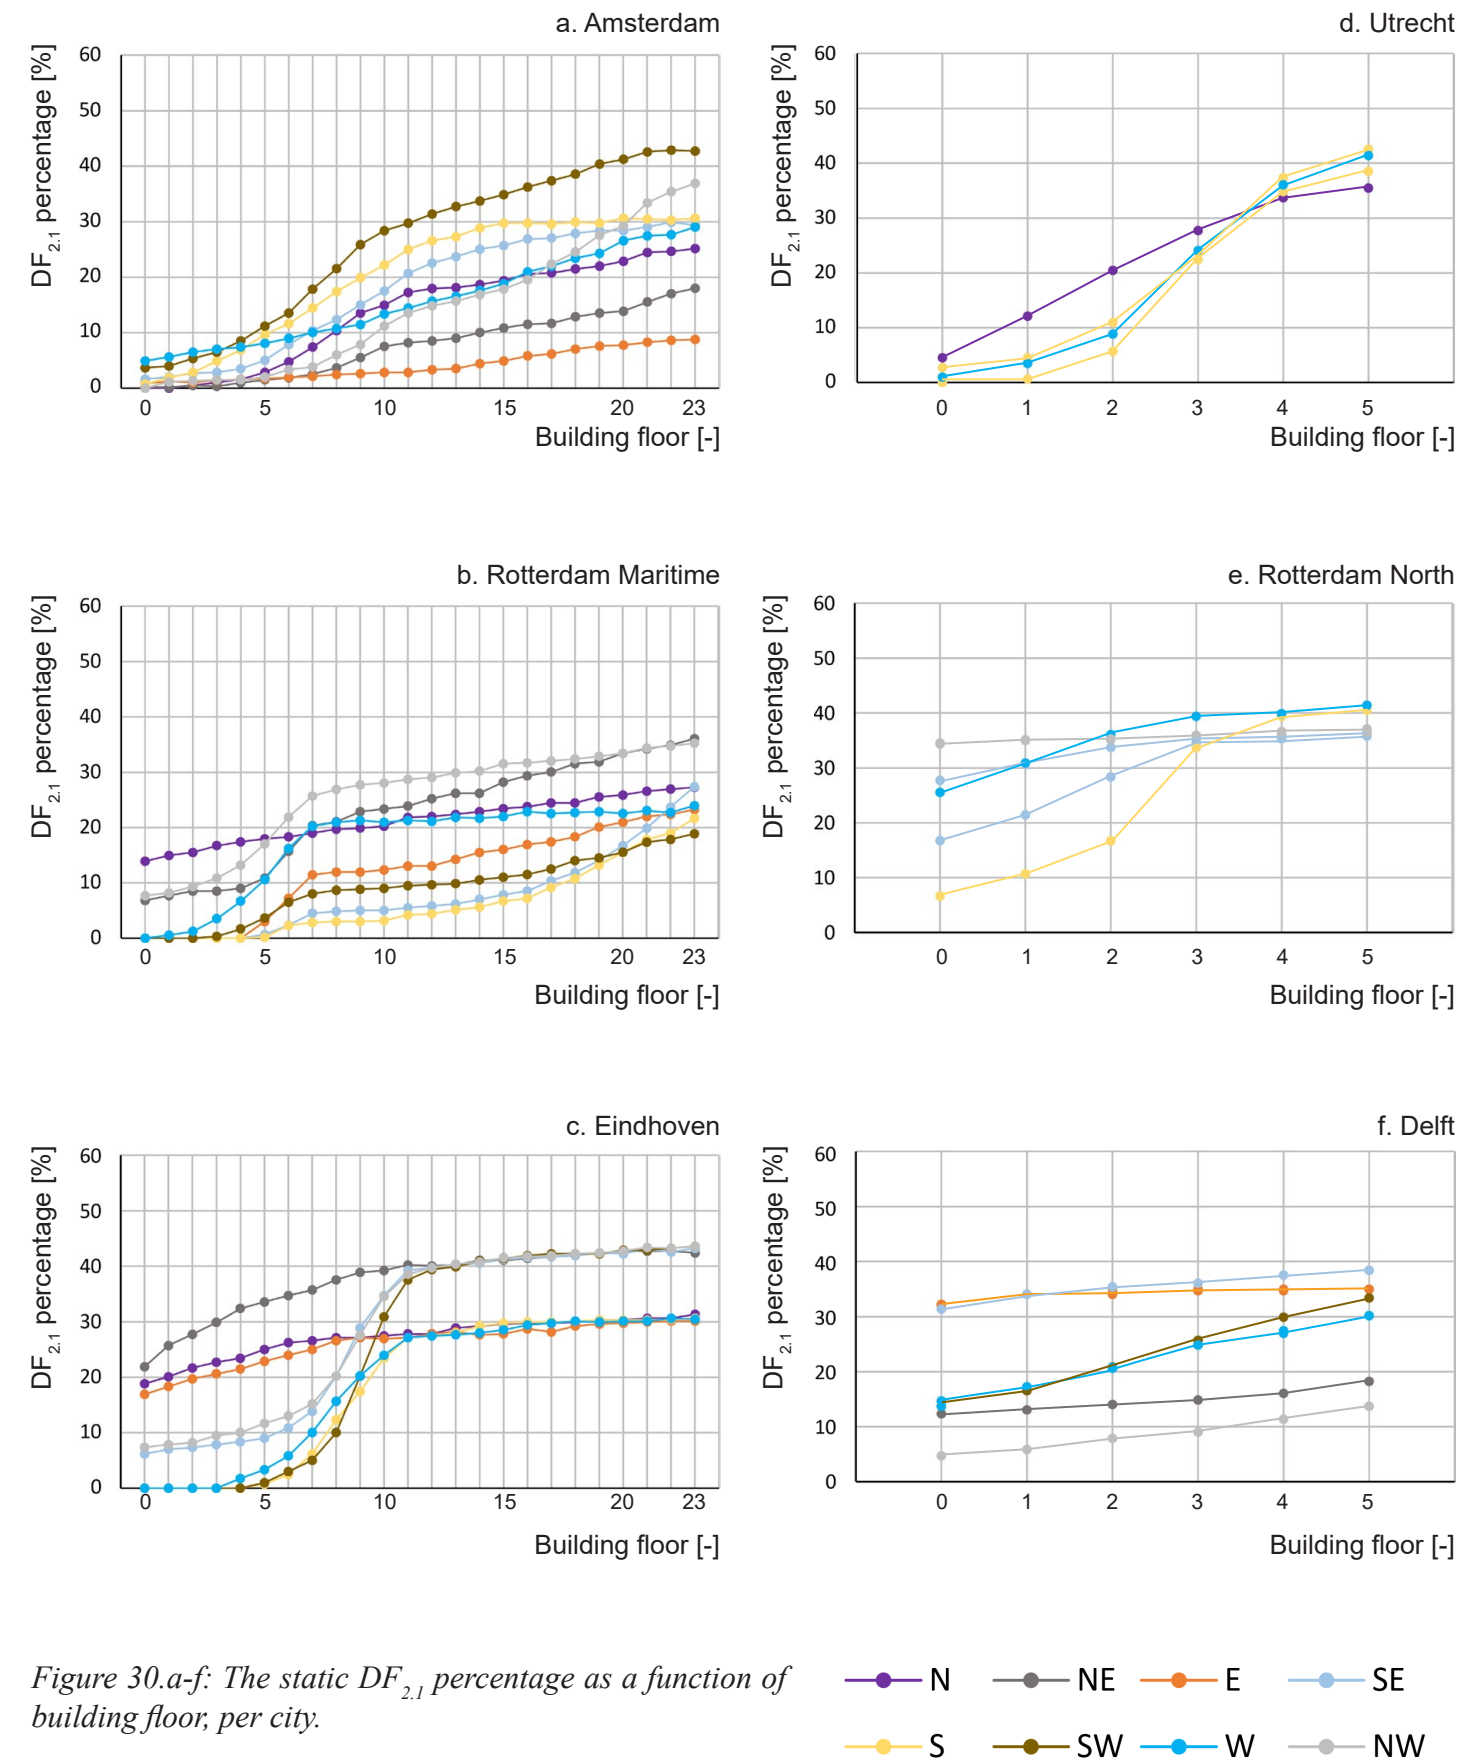 a. Amsterdam
DF2.1 percentage [%]
60
50
40
30
20
10
0
0 5 10 15 20 23
Building floor [-]
d. Utrecht
DF2.1 percentage [%]
60
50
40
30
20
10
0
0 1 2 3 4 5
Building floor [-]
b. Rotterdam Maritime
DF2.1 percentage [%]
60
50
40
30
20
10
0
0 5 10 15 20 23
Building floor [-]
e. Rotterdam North
DF2.1 percentage [%]
60
50
40
30
20
10
0
0 1 2 3 4 5
Building floor [-]
c. Eindhoven
DF2.1 percentage [%]
60
50
40
30
20
10
0
0 5 10 15 20 23
Building floor [-]
f. Delft
DF2.1 percentage [%]
60
50
40
30
20
10
0
0 1 2 3 4 5
Building floor [-]
Figure 30.a-f: The static DF2.1 percentage as a function of
building floor, per city.
N NE E SE
S SW W NW